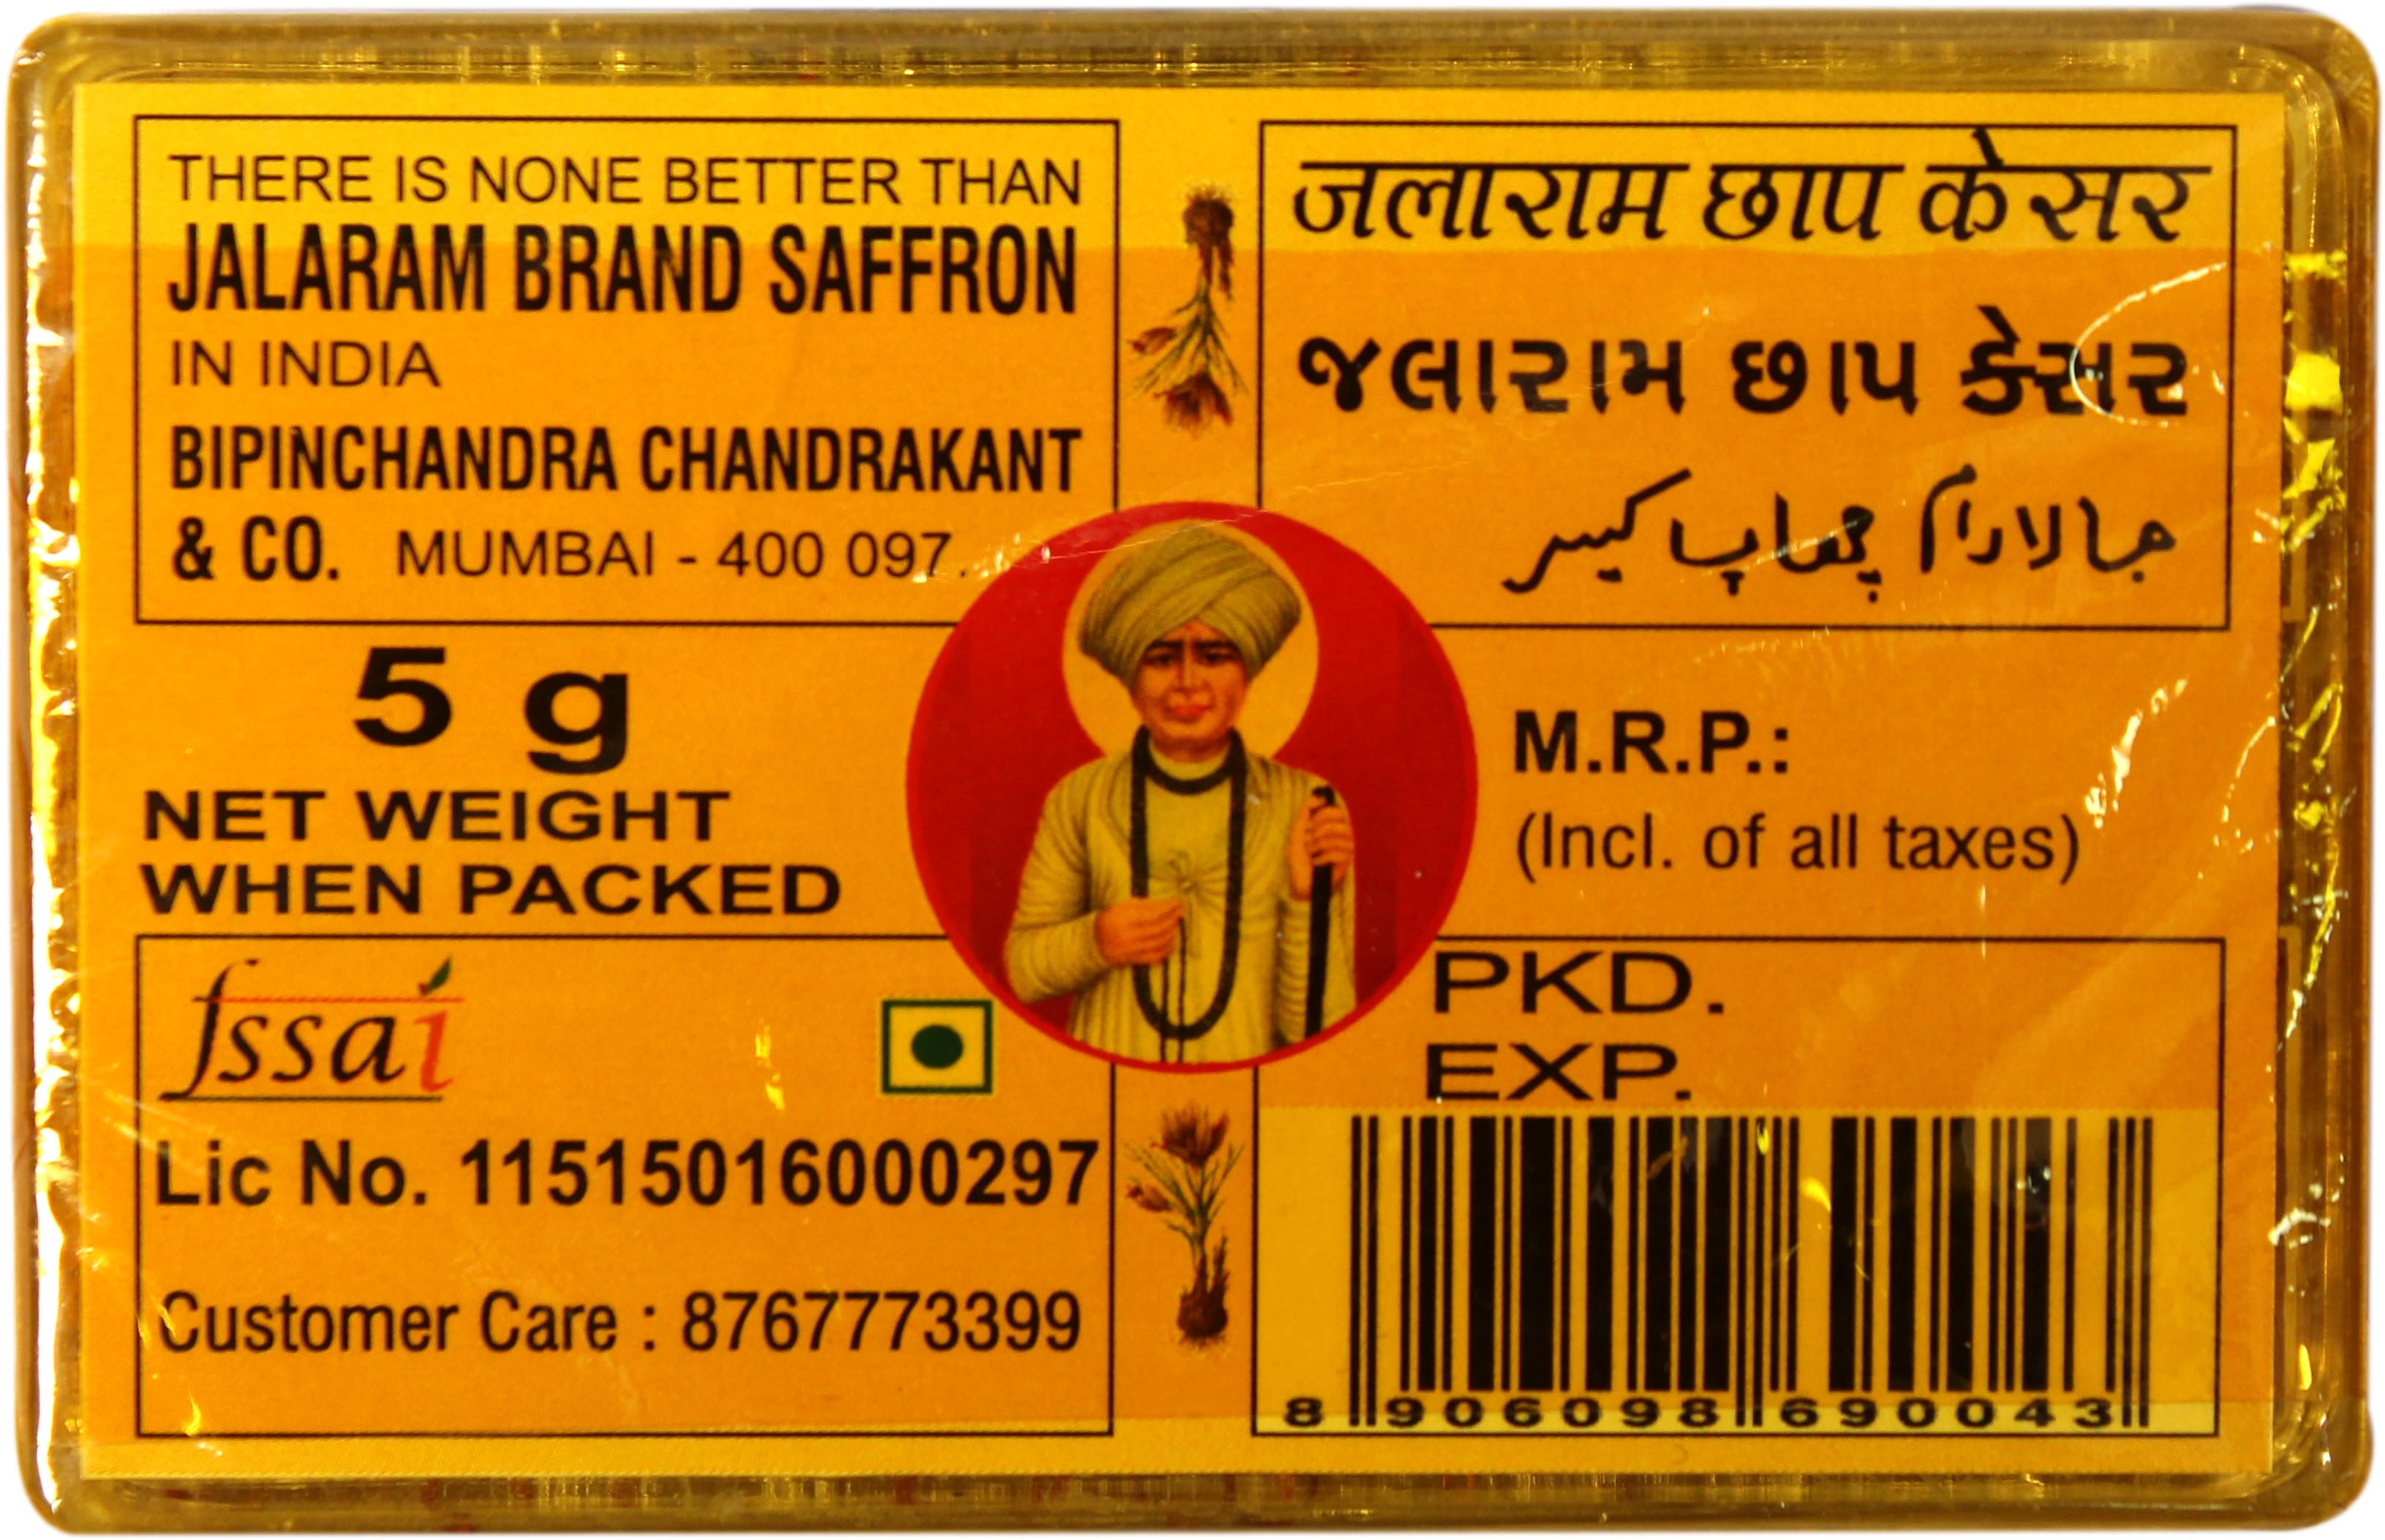 THERE IS NONE BETTER THAN
JALARAM BRAND SAFFRON
IN INDIA
BIPINCHANDRA CHANDRAKANT
& CO. MUMBAI - 400 097.
जलाराम छाप केसर
જલારામ છાપ કેસર
جالارام چھاپ کیسر
5 g
NET WEIGHT
WHEN PACKED
M.R.P.:
(Incl. of all taxes)
fssai
Lic No. 11515016000297
Customer Care : 8767773399
PKD.
EXP.
8 906098 690043